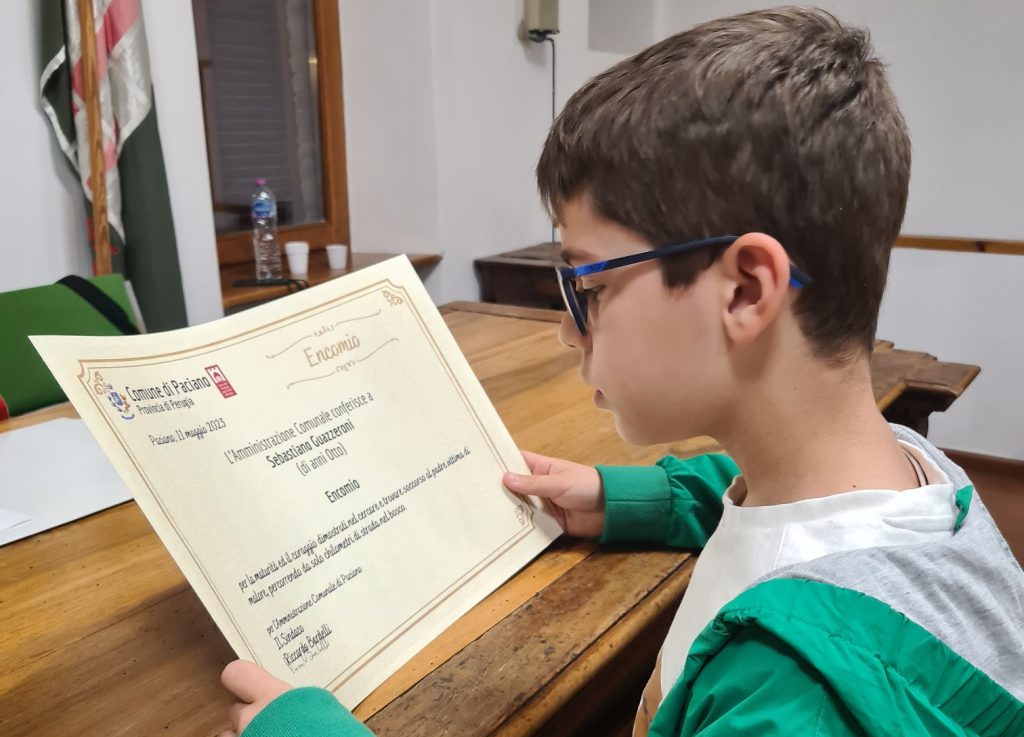 Encomio
Comune di Paciano
Provincia di Perugia
Paciano, 11 maggio 2023
L'Amministrazione Comunale conferisce a
Sebastiano Guazzeroni
(di anni Otto)
Encomio
per la maturità ed il coraggio dimostrati nel cercare e trovare soccorso al padre vittima di
malore, percorrendo da solo chilometri di strada nel bosco.
per l'Amministrazione Comunale di Paciano
Il Sindaco
Riccardo Bardelli